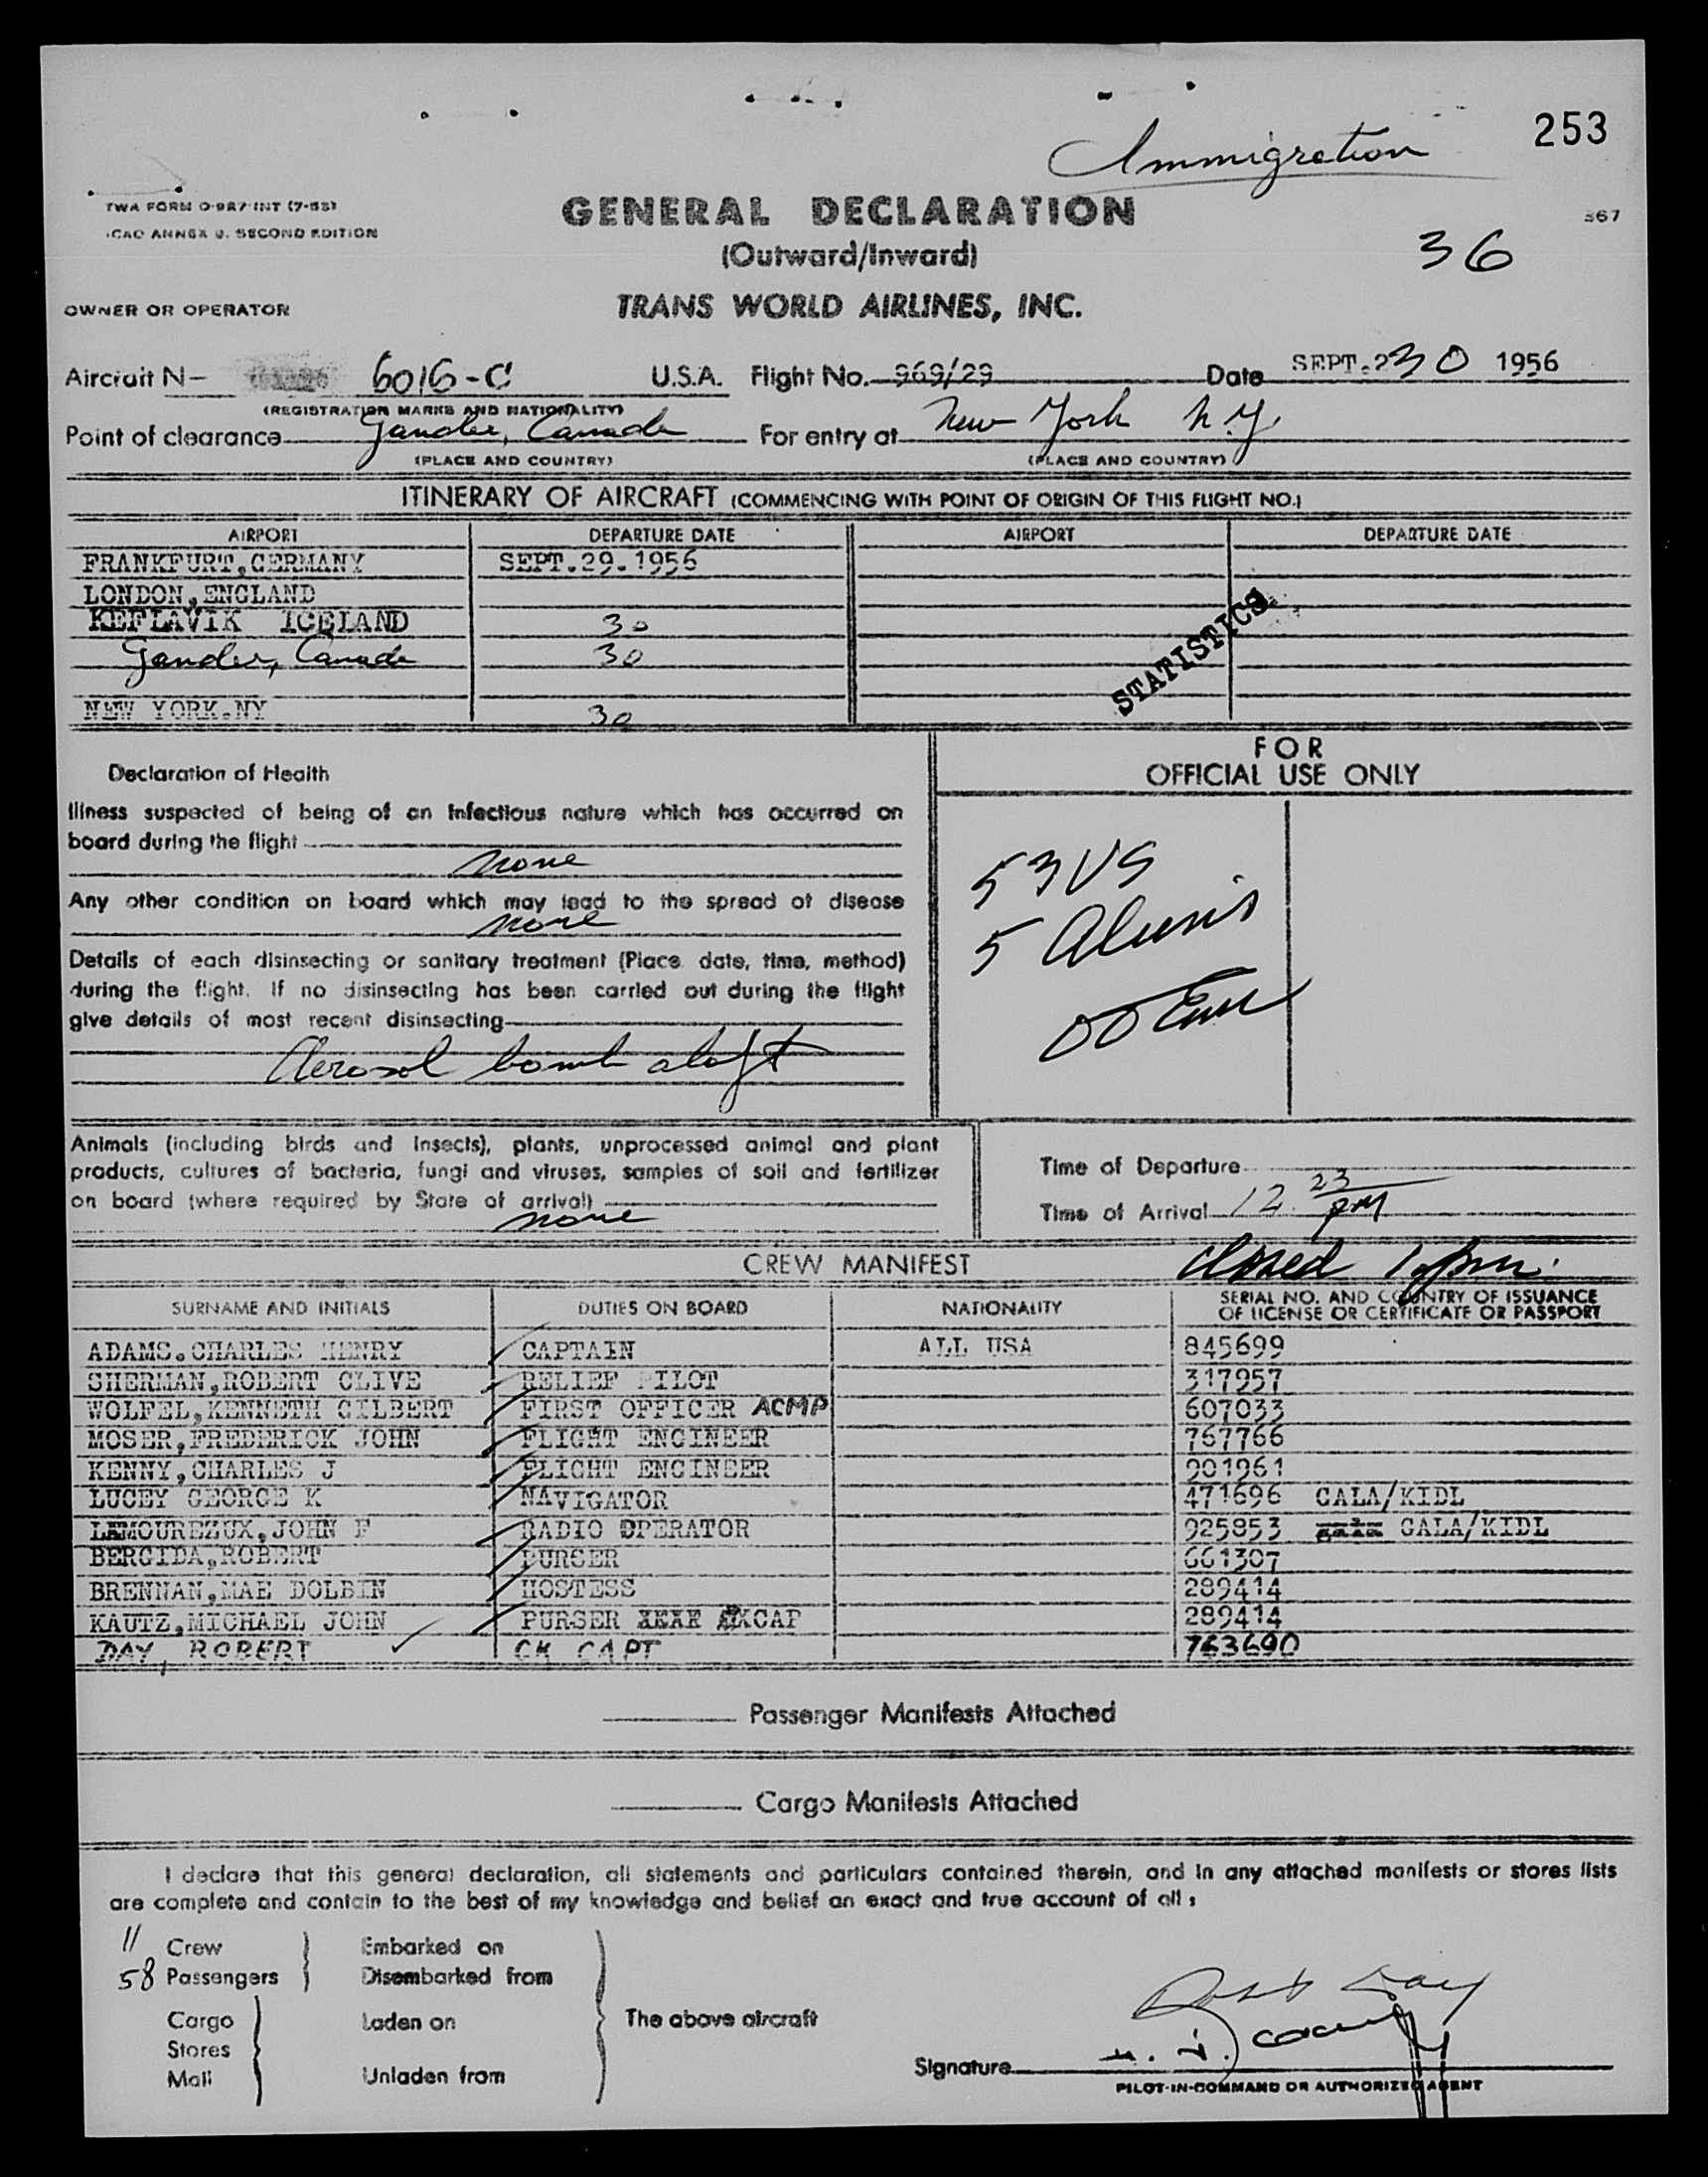 253
Immigration
TWA FORM O-987-INT (7-55)
ICAO ANNEX 9, SECOND EDITION
GENERAL DECLARATION
567
(Outward/Inward)
36
OWNER OR OPERATOR
TRANS WORLD AIRLINES, INC.
Aircraft N- 6016-C U.S.A. Flight No. 969/29 Date SEPT. 30 1956
(REGISTRATION MARKS AND NATIONALITY)
Point of clearance Gander, Canada For entry at New York N.Y.
(PLACE AND COUNTRY) (PLACE AND COUNTRY)
ITINERARY OF AIRCRAFT (COMMENCING WITH POINT OF ORIGIN OF THIS FLIGHT NO.)
AIRPORT DEPARTURE DATE AIRPORT DEPARTURE DATE
FRANKFURT,GERMANY SEPT.29.1956
LONDON,ENGLAND
KEFLAVIK ICELAND 30
Gander, Canada 30
STATISTICS
NEW YORK.NY 30
FOR
OFFICIAL USE ONLY
Declaration of Health
Illness suspected of being of an infectious nature which has occurred on
board during the flight
none
Any other condition on board which may lead to the spread of disease
none
Details of each disinsecting or sanitary treatment (Place, date, time, method)
during the flight. If no disinsecting has been carried out during the flight
give details of most recent disinsecting
Aerosol bomb aloft
53 US
5 Aliens
Animals (including birds and insects), plants, unprocessed animal and plant
products, cultures of bacteria, fungi and viruses, samples of soil and fertilizer
on board (where required by State of arrival)
none
Time of Departure
Time of Arrival 12 23 PM
closed 1 pm.
CREW MANIFEST
SURNAME AND INITIALS DUTIES ON BOARD NATIONALITY SERIAL NO. AND COUNTRY OF ISSUANCE
OF LICENSE OR CERTIFICATE OR PASSPORT
ADAMS.CHARLES HENRY CAPTAIN ALL USA 845699
SHERMAN,ROBERT CLIVE RELIEF PILOT 317957
WOLFEL,KENNETH GILBERT FIRST OFFICER ACMP 607033
MOSER,FREDERICK JOHN FLIGHT ENGINEER 767766
KENNY,CHARLES J FLIGHT ENGINEER 901961
LUCEY GEORGE K NAVIGATOR 471696 CALA/KIDL
LAMOUREZUX,JOHN F RADIO OPERATOR 925853 CALA/KIDL
BERGIDA,ROBERT PURSER 661307
BRENNAN,MAE DOLBIN HOSTESS 289414
KAUTZ,MICHAEL JOHN PURSER 289414
DAY, ROBERT CK CAPT 763690
Passenger Manifests Attached
Cargo Manifests Attached
I declare that this general declaration, all statements and particulars contained therein, and in any attached manifests or stores lists
are complete and contain to the best of my knowledge and belief an exact and true account of all :
11 Crew Embarked on
58 Passengers Disembarked from
Cargo Laden on The above aircraft
Stores
Mail Unladen from
Signature
PILOT-IN-COMMAND OR AUTHORIZED AGENT